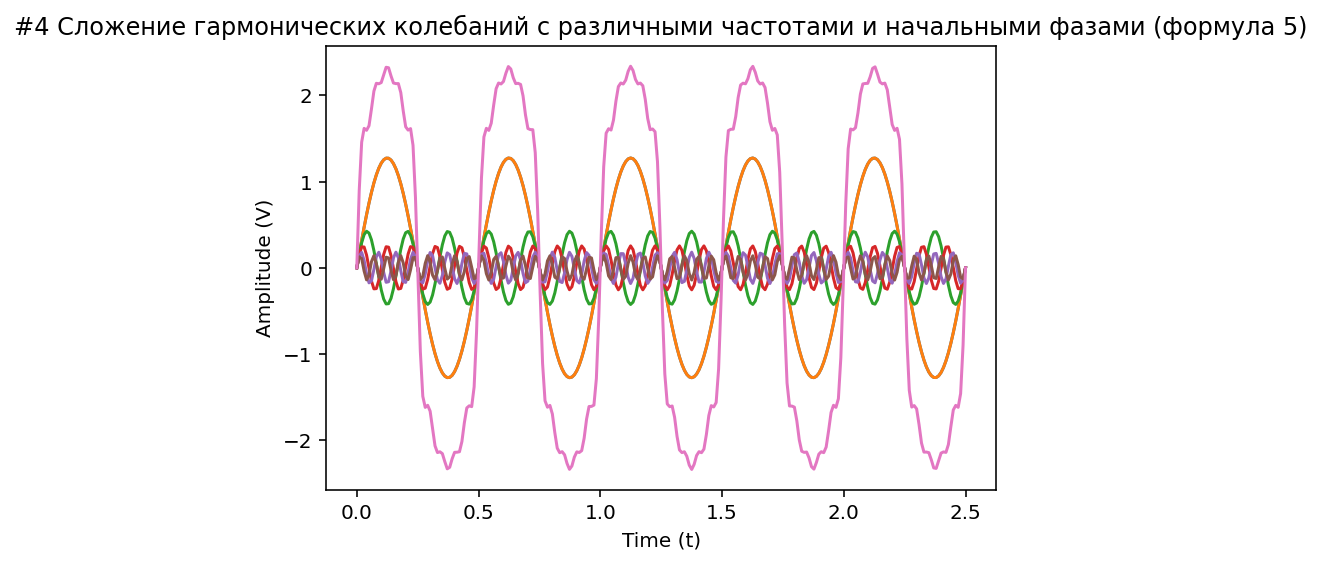 #4 Сложение гармонических колебаний с различными частотами и начальными фазами (формула 5)
Amplitude (V)
2
1
0
−1
−2
0.0 0.5 1.0 1.5 2.0 2.5
Time (t)